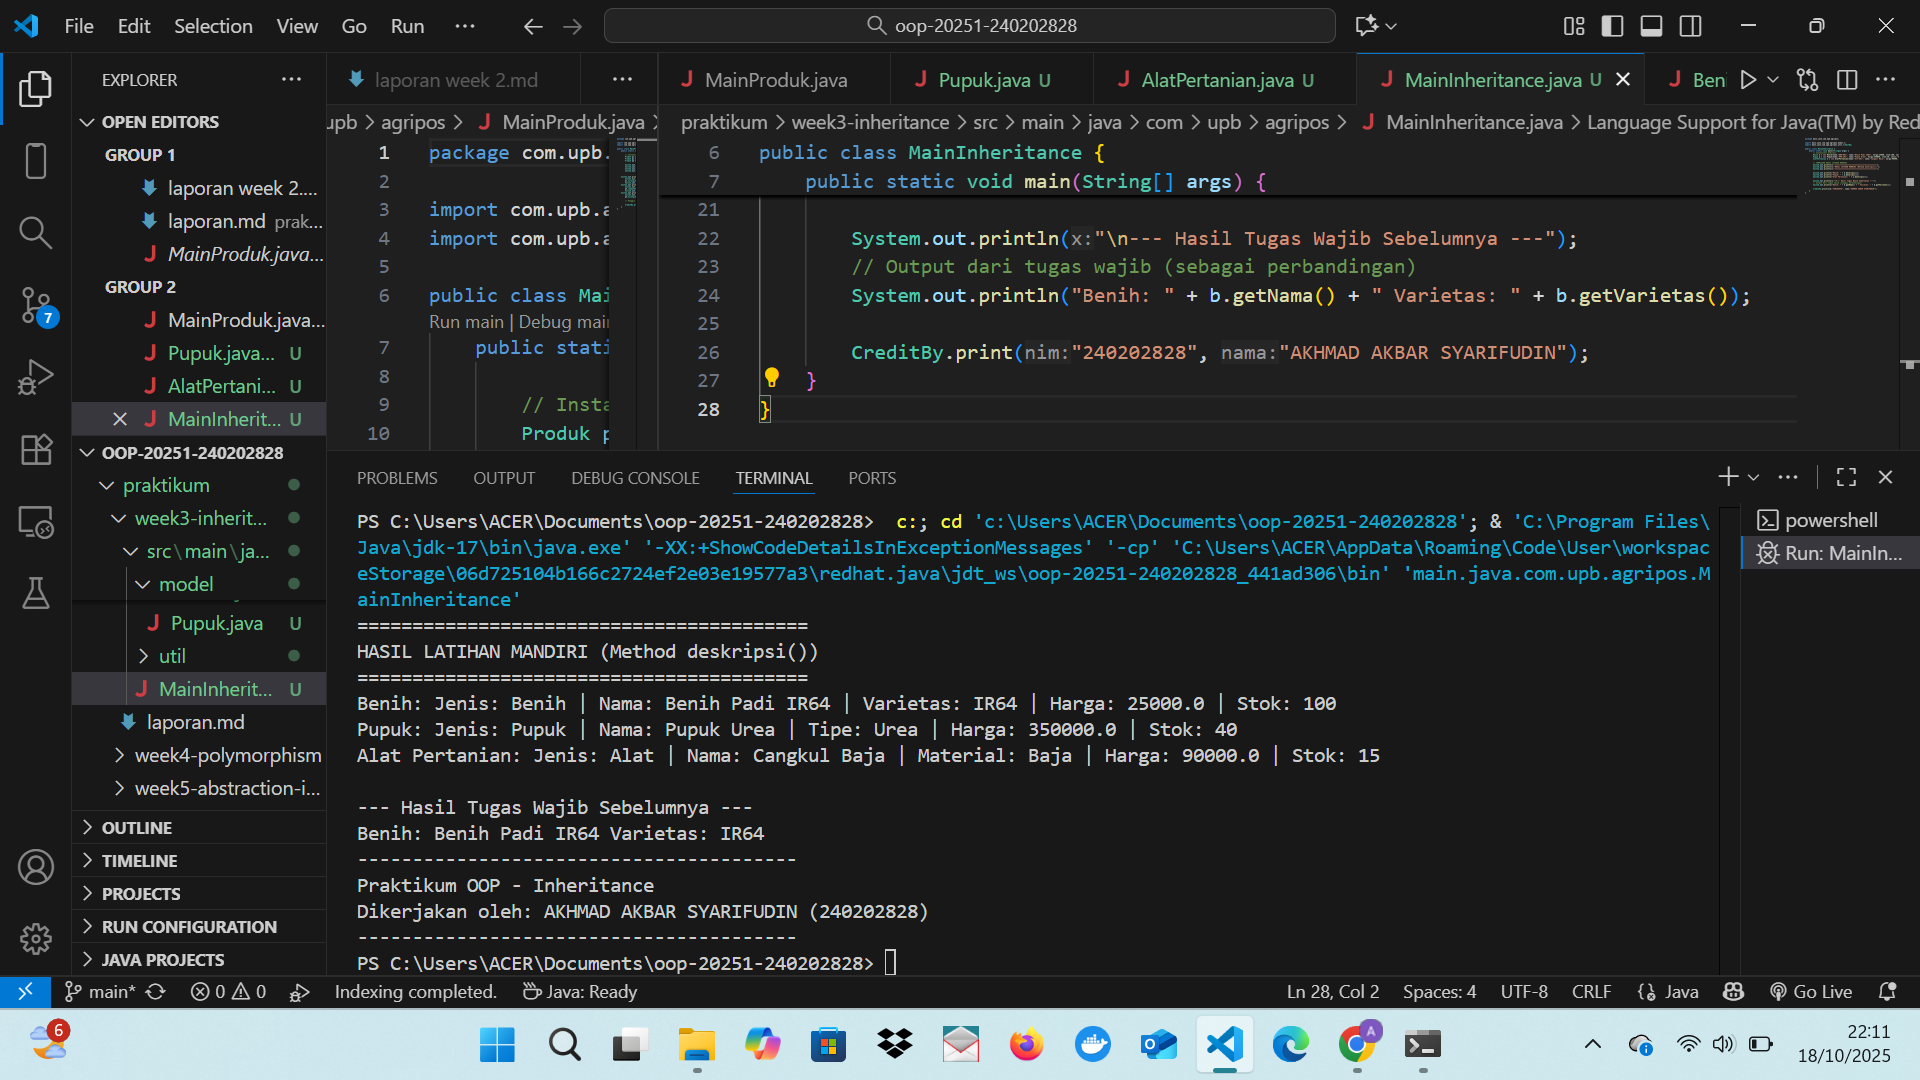 File Edit Selection View Go Run ··· oop-20251-240202828
EXPLORER ···
OPEN EDITORS
GROUP 1
laporan week 2....
laporan.md prak...
MainProduk.java...
GROUP 2
MainProduk.java...
Pupuk.java... U
AlatPertani... U
MainInherit... U
OOP-20251-240202828
praktikum
week3-inherit...
src\main\ja...
model
Pupuk.java U
util
MainInherit... U
laporan.md
week4-polymorphism
week5-abstraction-i...
OUTLINE
TIMELINE
PROJECTS
RUN CONFIGURATION
JAVA PROJECTS
7
laporan week 2.md ···
upb > agripos > MainProduk.java >
1 package com.upb.
2
3 import com.upb.a
4 import com.upb.a
5
6 public class Mai
Run main | Debug mai
7 public stati
8
9 // Insta
10 Produk p
MainProduk.java Pupuk.java U AlatPertanian.java U MainInheritance.java U Beni
praktikum > week3-inheritance > src > main > java > com > upb > agripos > MainInheritance.java > Language Support for Java(TM) by Red
6 public class MainInheritance {
7 public static void main(String[] args) {
21
22 System.out.println(x:"\n--- Hasil Tugas Wajib Sebelumnya ---");
23 // Output dari tugas wajib (sebagai perbandingan)
24 System.out.println("Benih: " + b.getNama() + " Varietas: " + b.getVarietas());
25
26 CreditBy.print(nim:"240202828", nama:"AKHMAD AKBAR SYARIFUDIN");
27 }
28 }
PROBLEMS OUTPUT DEBUG CONSOLE TERMINAL PORTS
PS C:\Users\ACER\Documents\oop-20251-240202828> c:; cd 'c:\Users\ACER\Documents\oop-20251-240202828'; & 'C:\Program Files\
Java\jdk-17\bin\java.exe' '-XX:+ShowCodeDetailsInExceptionMessages' '-cp' 'C:\Users\ACER\AppData\Roaming\Code\User\workspac
eStorage\06d725104b166c2724ef2e03e19577a3\redhat.java\jdt_ws\oop-20251-240202828_441ad306\bin' 'main.java.com.upb.agripos.M
ainInheritance'
=========================================
HASIL LATIHAN MANDIRI (Method deskripsi())
=========================================
Benih: Jenis: Benih | Nama: Benih Padi IR64 | Varietas: IR64 | Harga: 25000.0 | Stok: 100
Pupuk: Jenis: Pupuk | Nama: Pupuk Urea | Tipe: Urea | Harga: 350000.0 | Stok: 40
Alat Pertanian: Jenis: Alat | Nama: Cangkul Baja | Material: Baja | Harga: 90000.0 | Stok: 15
--- Hasil Tugas Wajib Sebelumnya ---
Benih: Benih Padi IR64 Varietas: IR64
----------------------------------------
Praktikum OOP - Inheritance
Dikerjakan oleh: AKHMAD AKBAR SYARIFUDIN (240202828)
----------------------------------------
PS C:\Users\ACER\Documents\oop-20251-240202828>
powershell
Run: MainIn...
main* 0 0 Indexing completed. Java: Ready Ln 28, Col 2 Spaces: 4 UTF-8 CRLF {} Java Go Live
6
A
22:11
18/10/2025